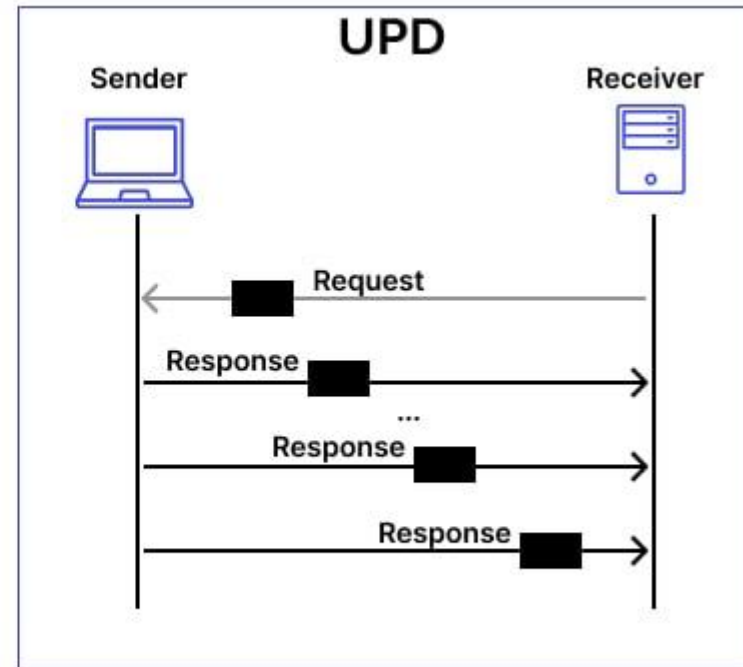 UPD
Sender
Receiver
Request
Response
...
Response
Response